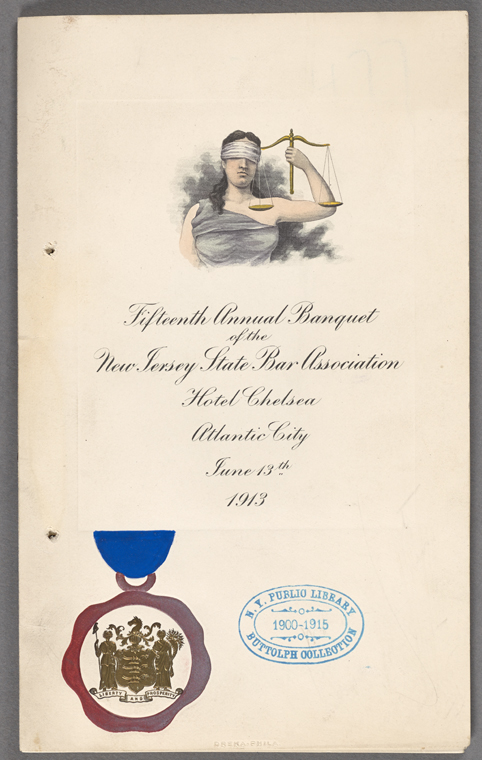 Fifteenth Annual Banquet
of the
New Jersey State Bar Association
Hotel Chelsea
Atlantic City
June 13th
1913
N. Y. PUBLIC LIBRARY
1900-1915
BUTTOLPH COLLECTION
LIBERTY AND PROSPERITY